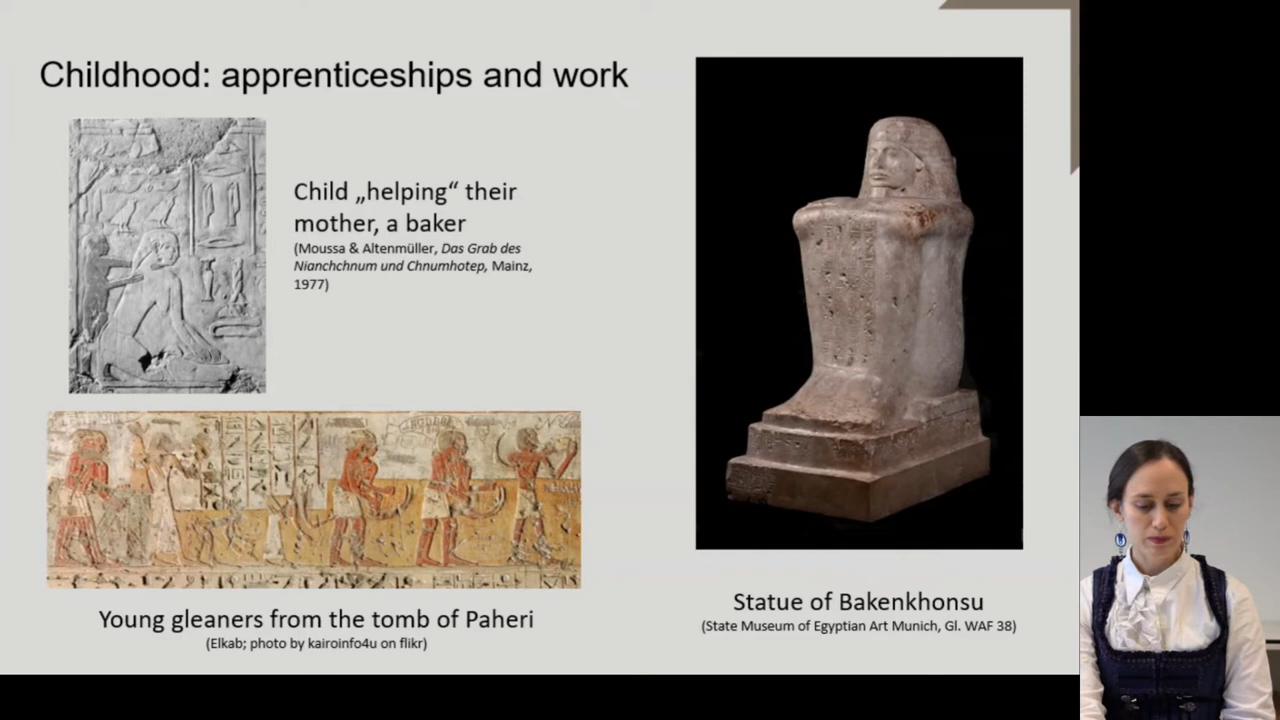 Childhood: apprenticeships and work
Child „helping“ their
mother, a baker
(Moussa & Altenmüller, Das Grab des
Nianchchnum und Chnumhotep, Mainz,
1977)
Young gleaners from the tomb of Paheri
(Elkab; photo by kairoinfo4u on flikr)
Statue of Bakenkhonsu
(State Museum of Egyptian Art Munich, Gl. WAF 38)